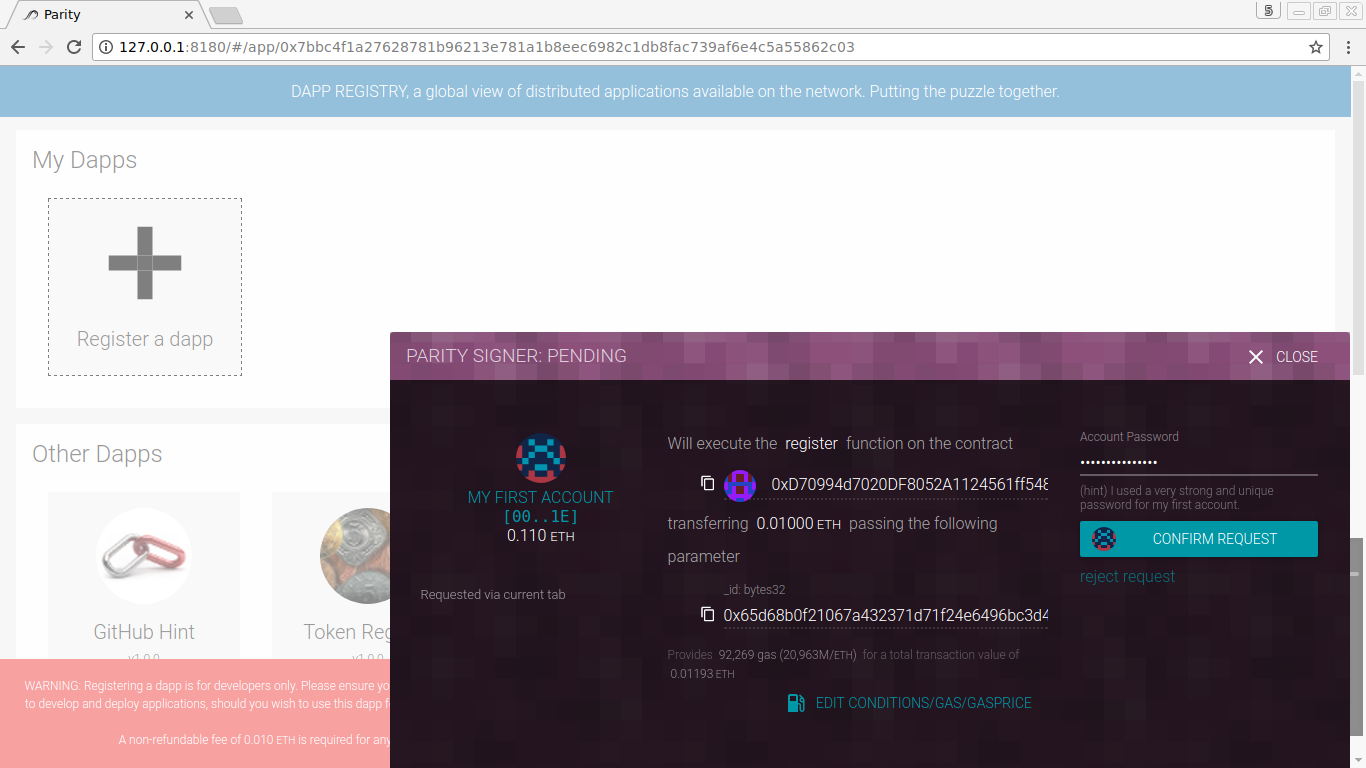 Parity
5
127.0.0.1:8180/#/app/0x7bbc4f1a27628781b96213e781a1b8eec6982c1db8fac739af6e4c5a55862c03
DAPP REGISTRY, a global view of distributed applications available on the network. Putting the puzzle together.
My Dapps
Register a dapp
Other Dapps
GitHub Hint
v1.0.0
Token Reg
v1.0.0
WARNING: Registering a dapp is for developers only. Please ensure yo
to develop and deploy applications, should you wish to use this dapp f
A non-refundable fee of 0.010 ETH is required for any
PARITY SIGNER: PENDING
CLOSE
MY FIRST ACCOUNT
[00..1E]
0.110 ETH
Requested via current tab
Will execute the register function on the contract
0xD70994d7020DF8052A1124561ff548
transferring 0.01000 ETH passing the following
parameter
_id: bytes32
0x65d68b0f21067a432371d71f24e6496bc3d4
Provides 92,269 gas (20,963M/ETH) for a total transaction value of
0.01193 ETH
EDIT CONDITIONS/GAS/GASPRICE
Account Password
•••••••••••••••
(hint) I used a very strong and unique
password for my first account.
CONFIRM REQUEST
reject request